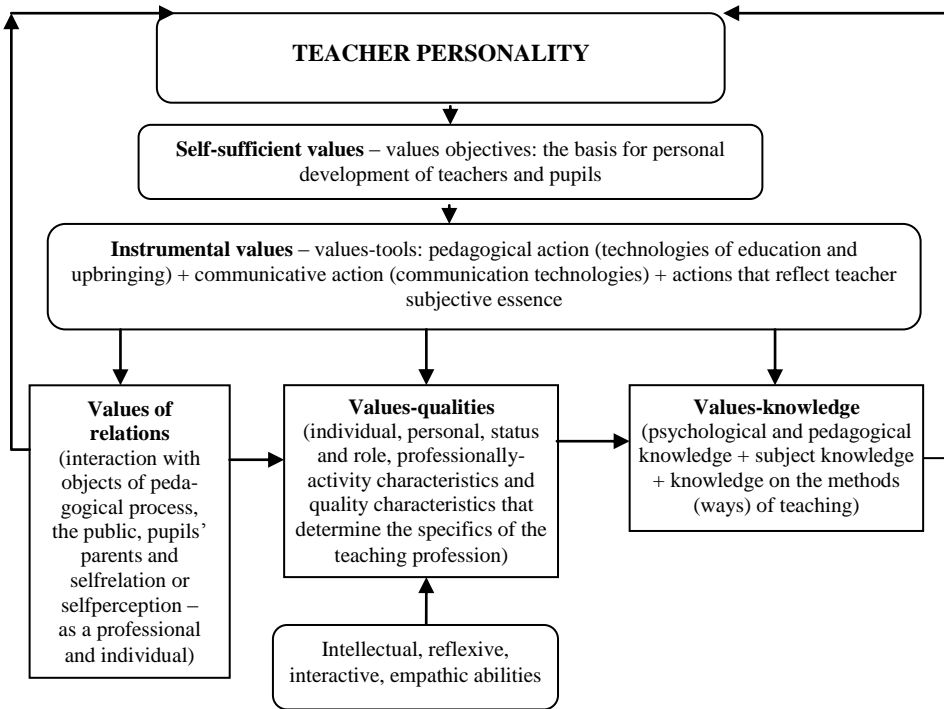 TEACHER PERSONALITY
Self-sufficient values – values objectives: the basis for personal
development of teachers and pupils
Instrumental values – values-tools: pedagogical action (technologies of education and
upbringing) + communicative action (communication technologies) + actions that reflect teacher
subjective essence
Values of
relations
(interaction with
objects of peda-
gogical process,
the public, pupils’
parents and
selfrelation or
selfperception –
as a professional
and individual)
Values-qualities
(individual, personal, status
and role, professionally-
activity characteristics and
quality characteristics that
determine the specifics of the
teaching profession)
Values-knowledge
(psychological and pedagogical
knowledge + subject knowledge
+ knowledge on the methods
(ways) of teaching)
Intellectual, reflexive,
interactive, empathic abilities